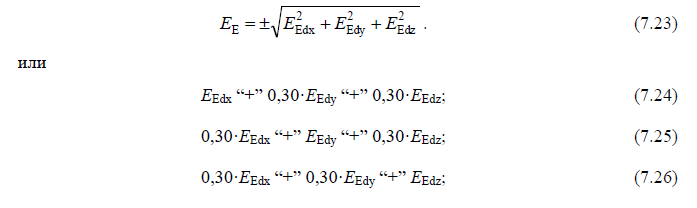 E_E = ±√(E²_Edx + E²_Edy + E²_Edz) . (7.23)
или
E_Edx “+” 0,30·E_Edy “+” 0,30·E_Edz; (7.24)
0,30·E_Edx “+” E_Edy “+” 0,30·E_Edz; (7.25)
0,30·E_Edx “+” 0,30·E_Edy “+” E_Edz; (7.26)